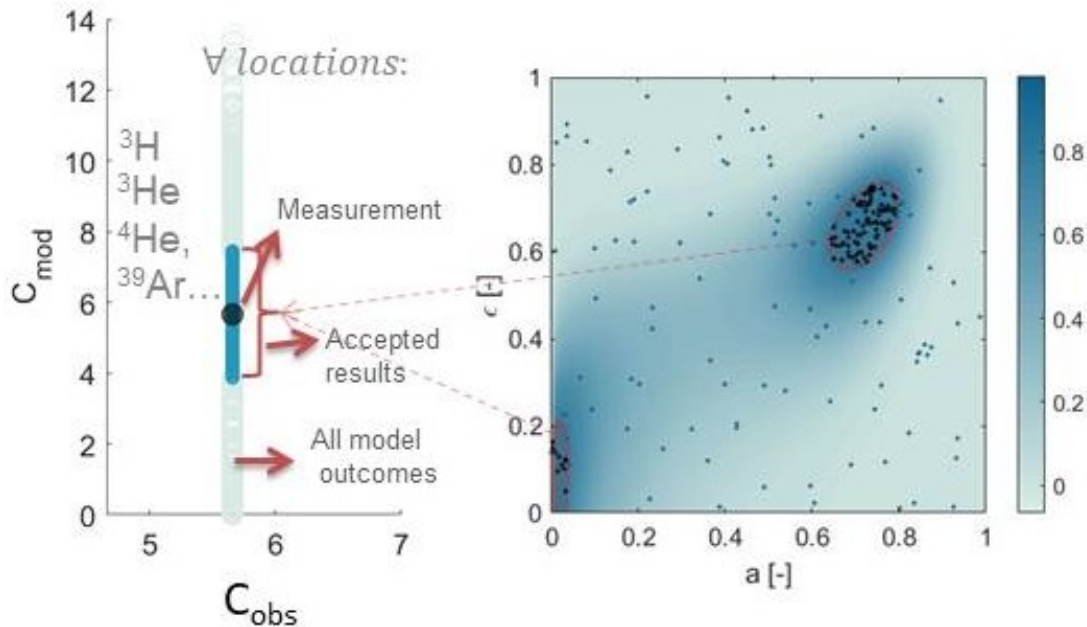 14
12
10
8
6
4
2
0
C_mod
5
6
7
C_obs
∀ locations:
³H
³He
⁴He,
³⁹Ar...
Measurement
Accepted
results
All model
outcomes
1
0.8
0.6
0.4
0.2
0
ϵ [-]
0
0.2
0.4
0.6
0.8
1
a [-]
0.8
0.6
0.4
0.2
0